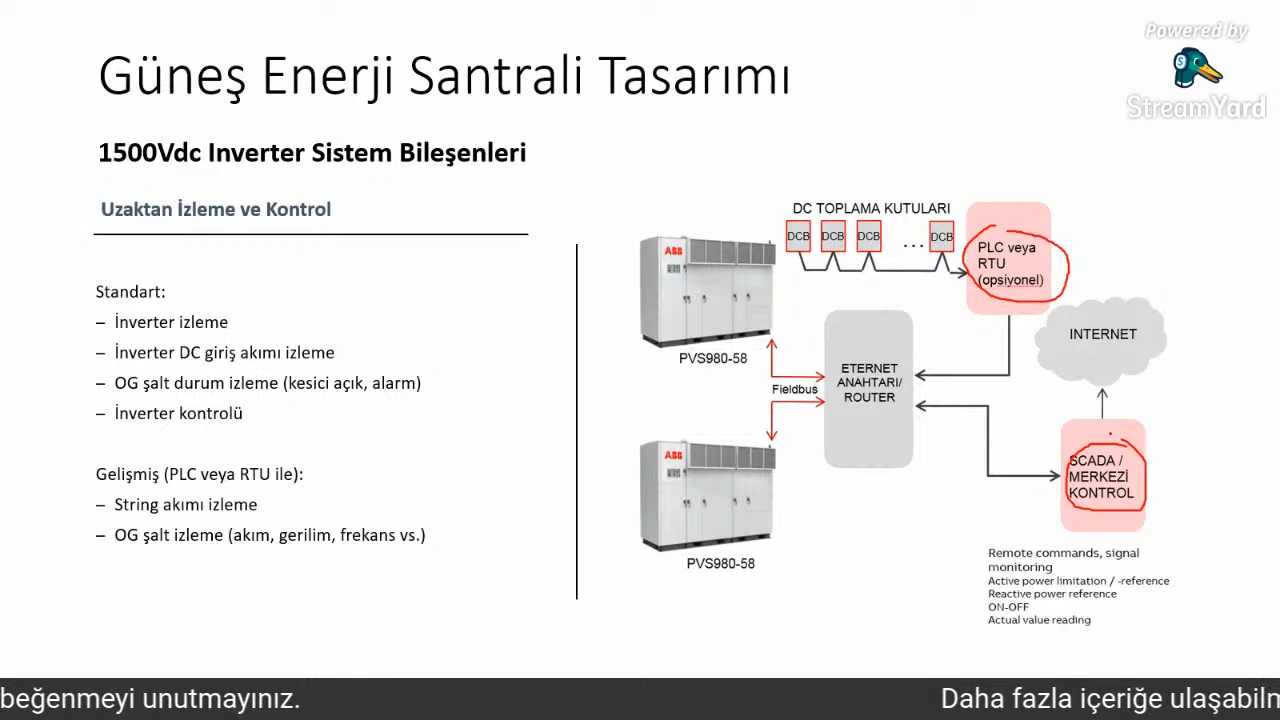 Powered by
StreamYard
Güneş Enerji Santrali Tasarımı
1500Vdc Inverter Sistem Bileşenleri
Uzaktan İzleme ve Kontrol
Standart:
– İnverter izleme
– İnverter DC giriş akımı izleme
– OG şalt durum izleme (kesici açık, alarm)
– İnverter kontrolü
Gelişmiş (PLC veya RTU ile):
– String akımı izleme
– OG şalt izleme (akım, gerilim, frekans vs.)
DC TOPLAMA KUTULARI
DCB DCB DCB ... DCB
PLC veya
RTU
(opsiyonel)
ABB
PVS980-58
INTERNET
ETERNET
ANAHTARI/
ROUTER
Fieldbus
ABB
PVS980-58
SCADA /
MERKEZİ
KONTROL
Remote commands, signal
monitoring
Active power limitation / -reference
Reactive power reference
ON-OFF
Actual value reading
beğenmeyi unutmayınız.
Daha fazla içeriğe ulaşabiln